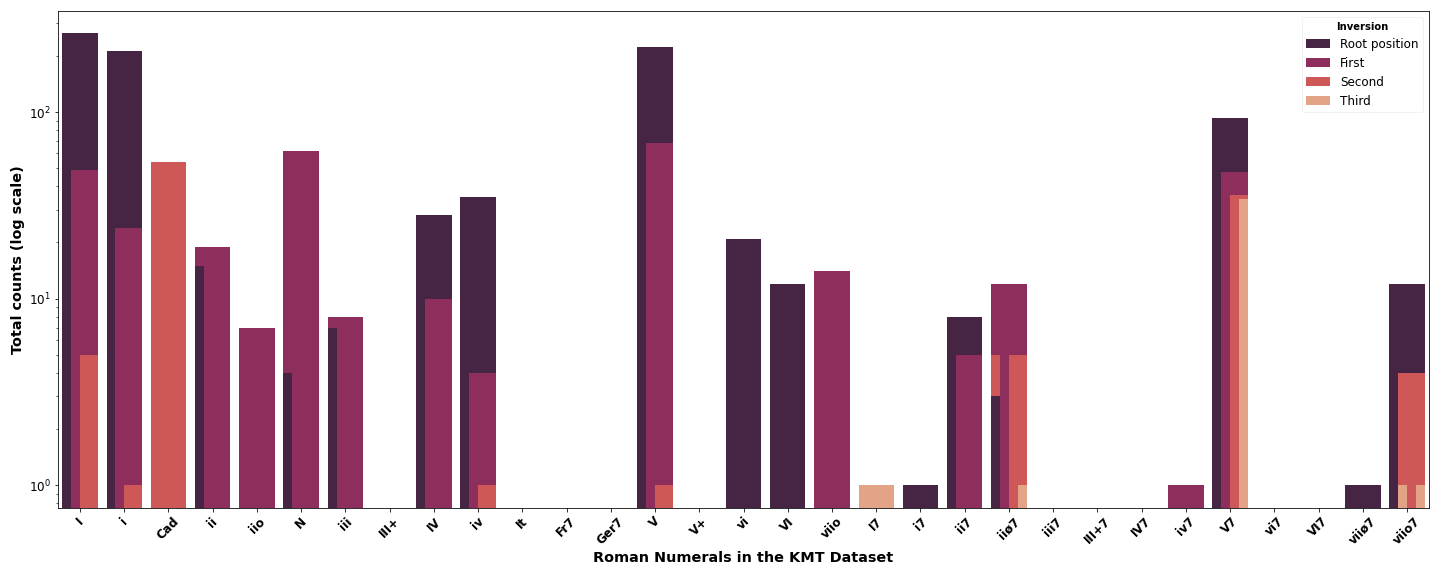 Inversion
Root position
First
Second
Third
Total counts (log scale)
10²
10¹
10⁰
I i Cad ii iio N iii III+ IV iv It Fr7 Ger7 V V+ vi VI viio I7 i7 ii7 iiø7 iii7 III+7 IV7 iv7 V7 vi7 VI7 viiø7 viio7
Roman Numerals in the KMT Dataset